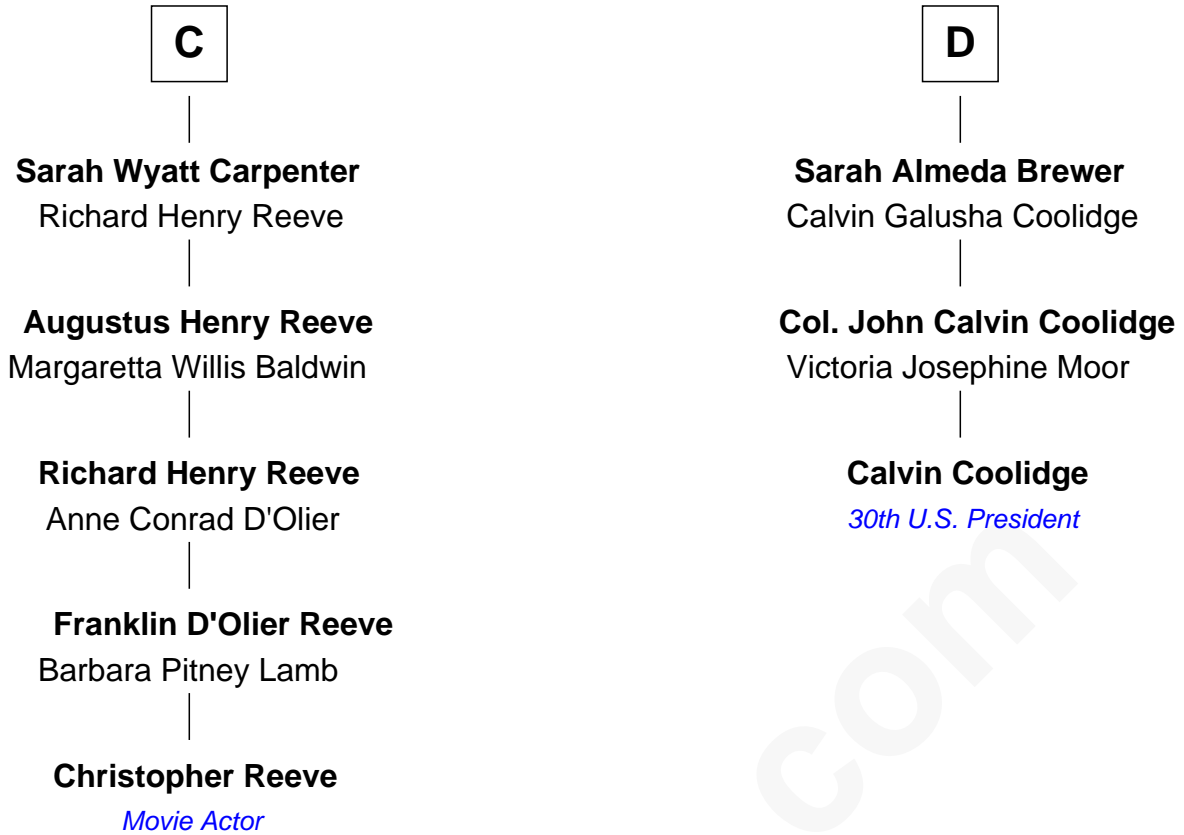 C
Sarah Wyatt Carpenter
Richard Henry Reeve
Augustus Henry Reeve
Margaretta Willis Baldwin
Richard Henry Reeve
Anne Conrad D'Olier
Franklin D'Olier Reeve
Barbara Pitney Lamb
Christopher Reeve
Movie Actor
D
Sarah Almeda Brewer
Calvin Galusha Coolidge
Col. John Calvin Coolidge
Victoria Josephine Moor
Calvin Coolidge
30th U.S. President
com